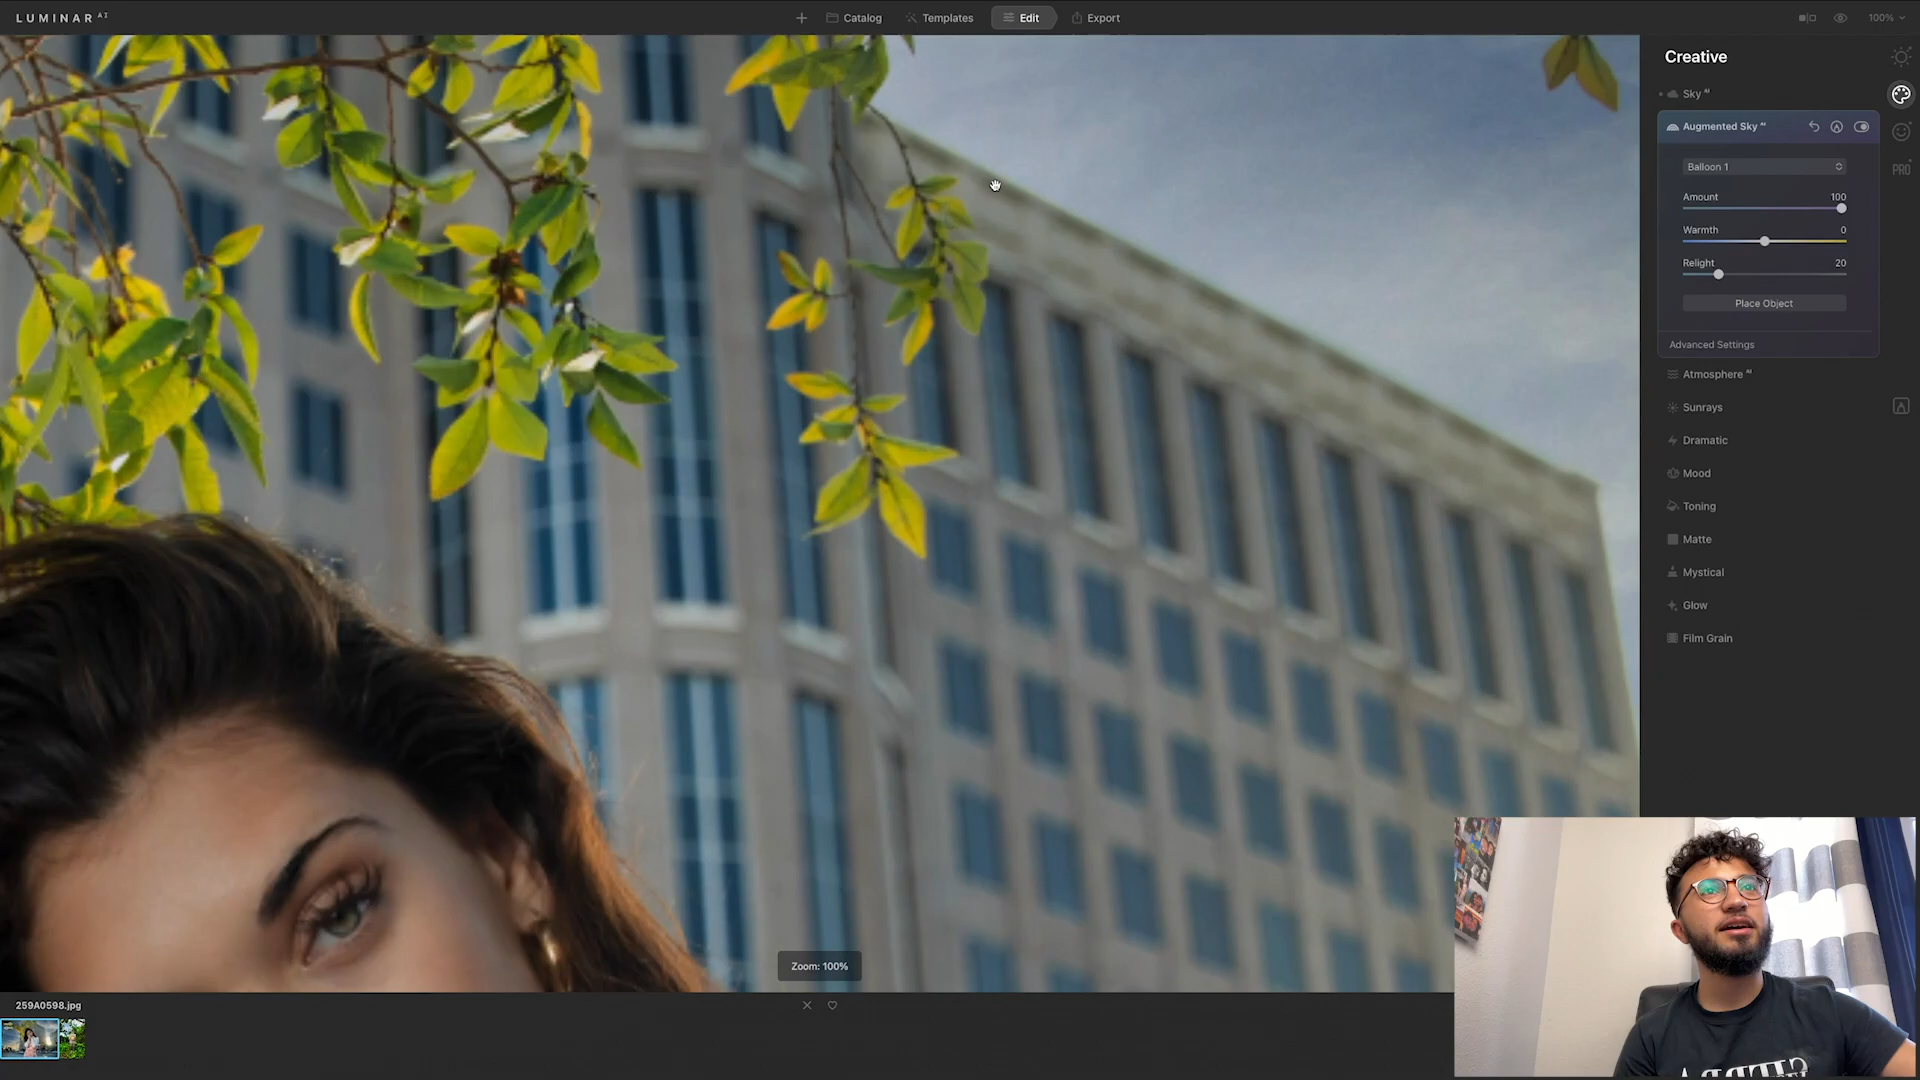 LUMINAR AI
Catalog
Templates
Edit
Export
100%
Creative
Sky AI
Augmented Sky AI
PRO
Balloon 1
Amount 100
Warmth 0
Relight 20
Place Object
Advanced Settings
Atmosphere AI
Sunrays
Dramatic
Mood
Toning
Matte
Mystical
Glow
Film Grain
Zoom: 100%
259A0598.jpg